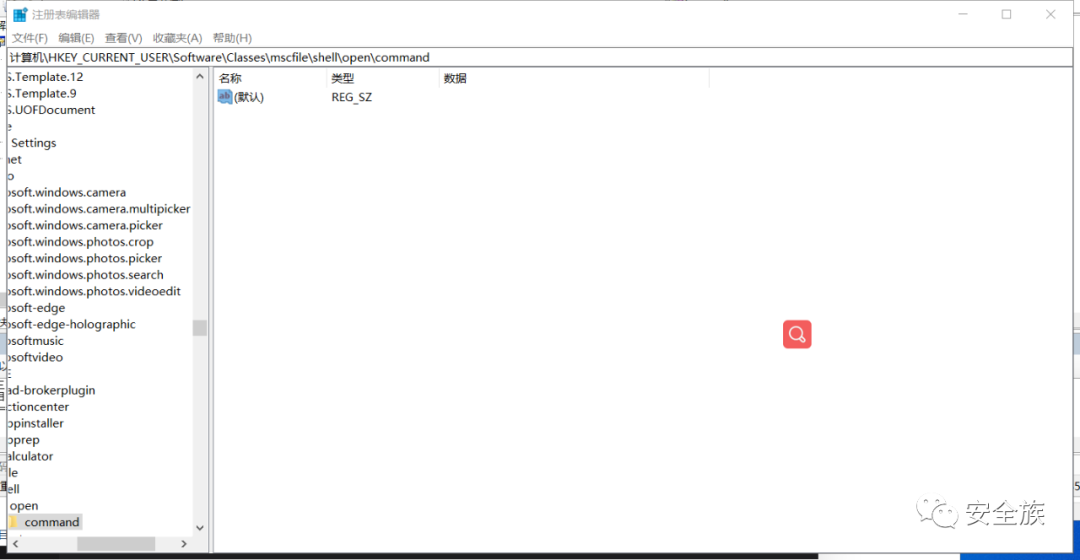 注册表编辑器
文件(F) 编辑(E) 查看(V) 收藏夹(A) 帮助(H)
计算机\HKEY_CURRENT_USER\Software\Classes\mscfile\shell\open\command
S.Template.12
S.Template.9
S.UOFDocument
e
Settings
net
o
osoft.windows.camera
osoft.windows.camera.multipicker
osoft.windows.camera.picker
osoft.windows.photos.crop
osoft.windows.photos.picker
osoft.windows.photos.search
osoft.windows.photos.videoedit
osoft-edge
osoft-edge-holographic
osoftmusic
osoftvideo
ad-brokerplugin
ctioncenter
ppinstaller
pprep
alculator
le
ell
open
command
名称 类型 数据
ab (默认) REG_SZ
安全族